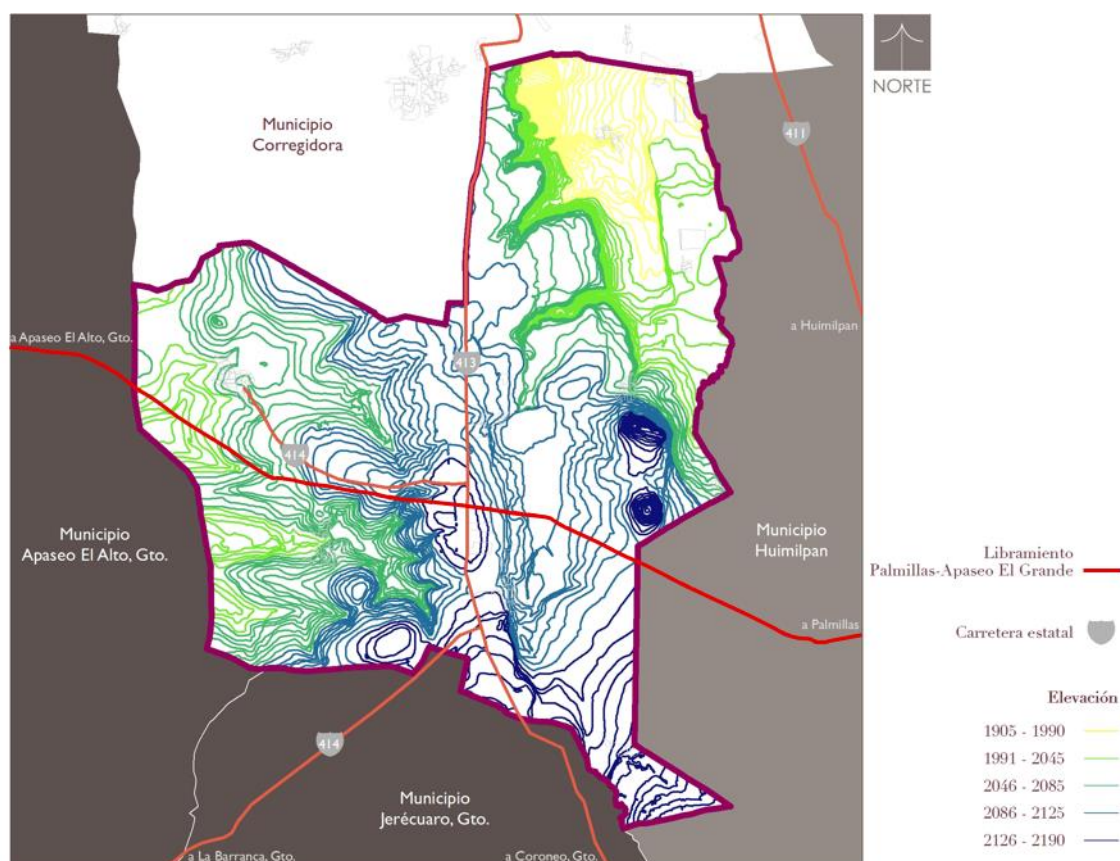 NORTE
Municipio
Corregidora
411
a Huimilpan
a Apaseo El Alto, Gto.
413
414
Municipio
Apaseo El Alto, Gto.
Municipio
Huimilpan
Libramiento
Palmillas-Apaseo El Grande
a Palmillas
Carretera estatal
Elevación
1905 - 1990
1991 - 2045
2046 - 2085
2086 - 2125
2126 - 2190
414
Municipio
Jerécuaro, Gto.
a La Barranca, Gto.
a Coroneo, Gto.